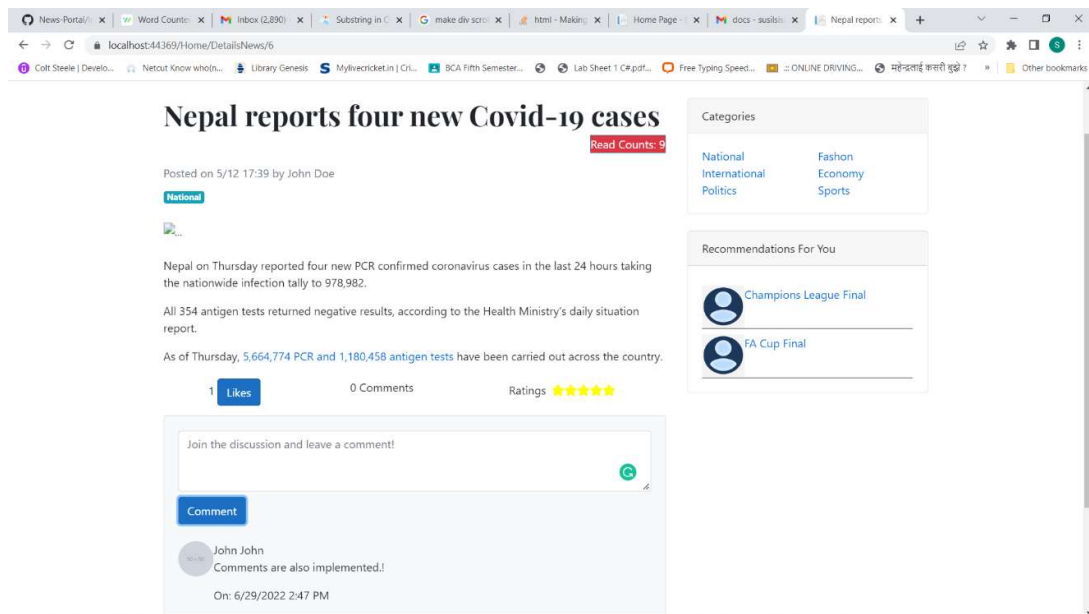 News-Portal/
Word Counte
Inbox (2,890)
Substring in C
make div scrol
html - Making
Home Page -
docs - susilsis
Nepal reports
localhost:44369/Home/DetailsNews/6
S
Colt Steele | Develo...
Netcut Know who(n...
Library Genesis
Mylivecricket.in | Cri...
BCA Fifth Semester...
Lab Sheet 1 C#.pdf...
Free Typing Speed...
.:: ONLINE DRIVING...
महेन्द्रलाई कसरी बुझे ?
»
Other bookmarks
Nepal reports four new Covid-19 cases
Read Counts: 9
Posted on 5/12 17:39 by John Doe
National
...
Nepal on Thursday reported four new PCR confirmed coronavirus cases in the last 24 hours taking
the nationwide infection tally to 978,982.
All 354 antigen tests returned negative results, according to the Health Ministry's daily situation
report.
As of Thursday, 5,664,774 PCR and 1,180,458 antigen tests have been carried out across the country.
1 Likes
0 Comments
Ratings
Join the discussion and leave a comment!
Comment
John John
Comments are also implemented.!
On: 6/29/2022 2:47 PM
Categories
National Fashon
International Economy
Politics Sports
Recommendations For You
Champions League Final
FA Cup Final